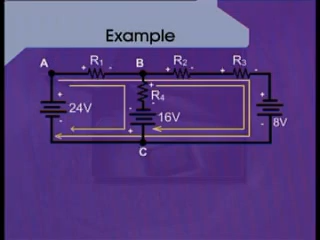 Example
A R₁ B R₂ R₃
+ - + - + -
+ + +
R₄
24V - 16V 8V
- - + -
C